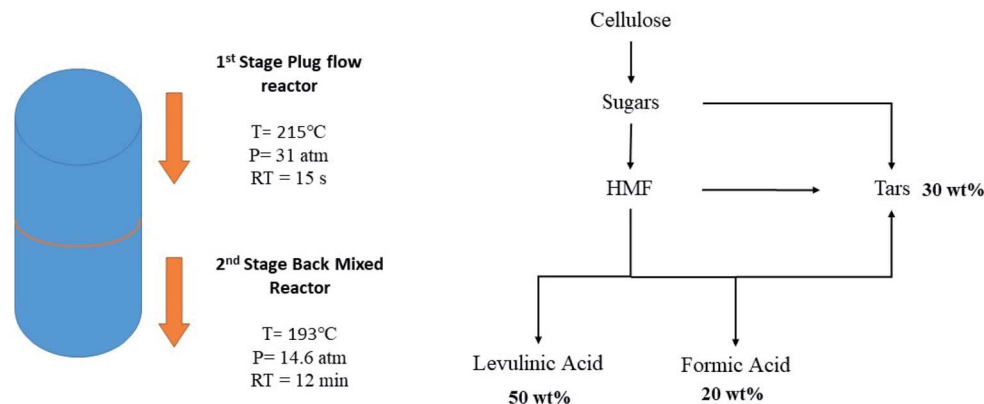 1st Stage Plug flow
reactor
T= 215℃
P= 31 atm
RT = 15 s
2nd Stage Back Mixed
Reactor
T= 193℃
P= 14.6 atm
RT = 12 min
Cellulose
Sugars
HMF
Tars 30 wt%
Levulinic Acid
50 wt%
Formic Acid
20 wt%